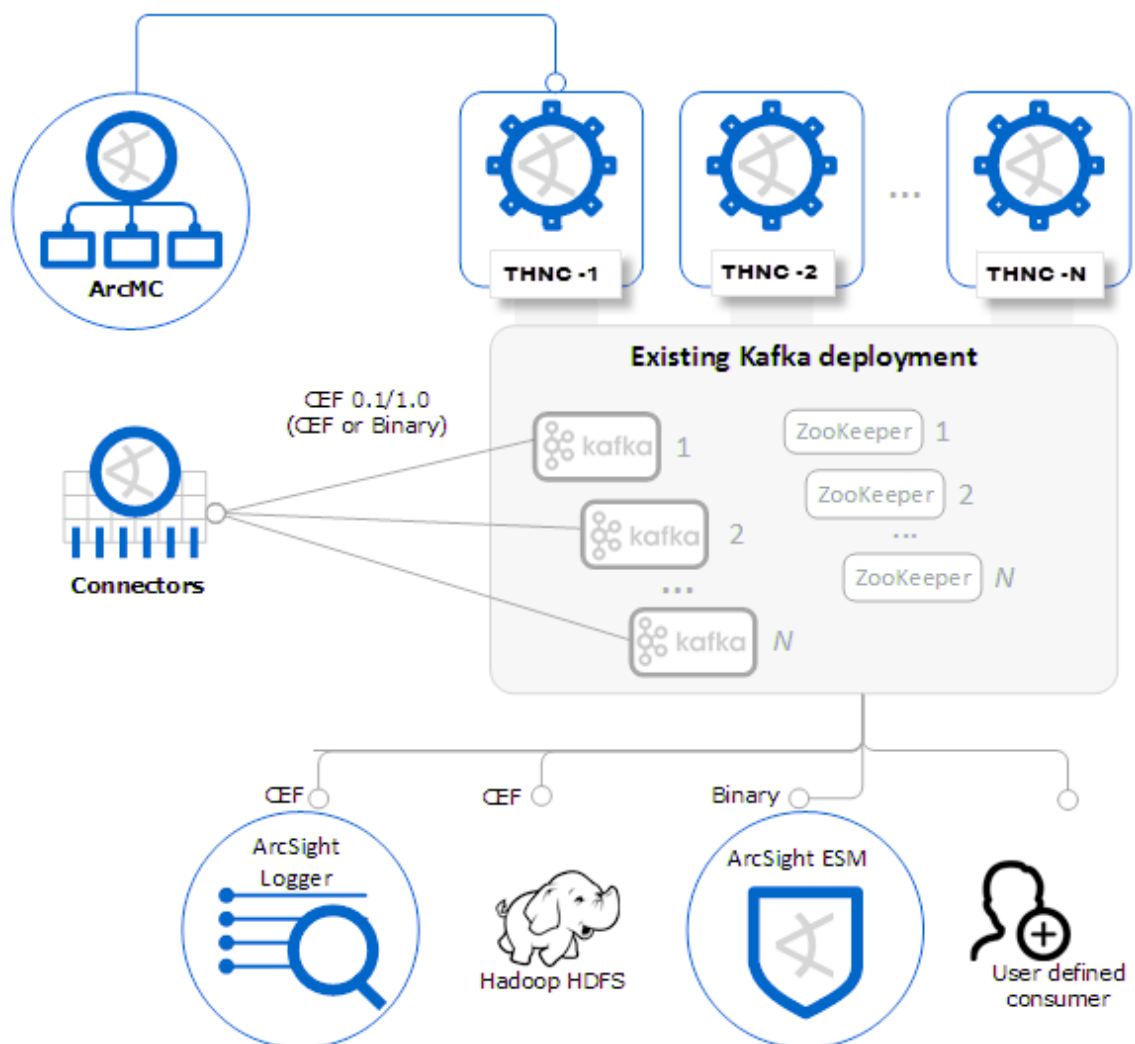 THNC -1
THNC -2
...
THNC -N
ArcMC
Existing Kafka deployment
CEF 0.1/1.0
(CEF or Binary)
kafka 1
ZooKeeper 1
kafka 2
ZooKeeper 2
...
...
kafka N
ZooKeeper N
Connectors
CEF
CEF
Binary
ArcSight
Logger
Hadoop HDFS
ArcSight ESM
User defined
consumer